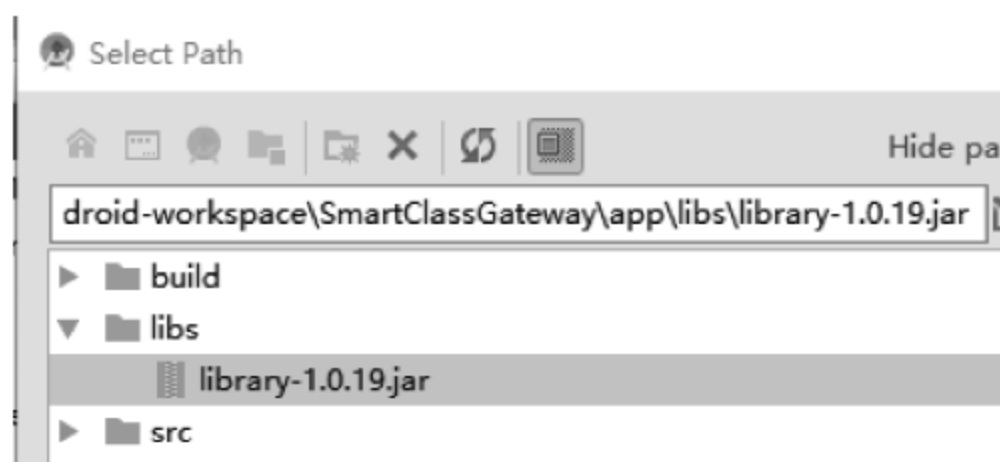 Select Path
Hide pa
droid-workspace\SmartClassGateway\app\libs\library-1.0.19.jar
build
libs
library-1.0.19.jar
src